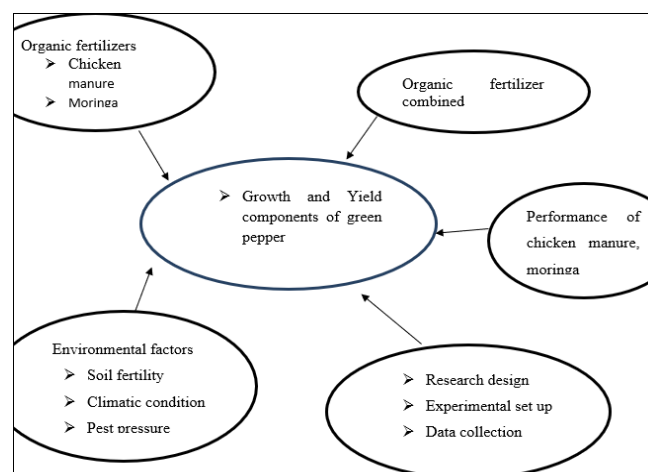 Organic fertilizers
➢ Chicken
manure
➢ Moringa
Organic fertilizer
combined
➢ Growth and Yield
components of green
pepper
Performance of
chicken manure,
moringa
Environmental factors
➢ Soil fertility
➢ Climatic condition
➢ Pest pressure
➢ Research design
➢ Experimental set up
➢ Data collection